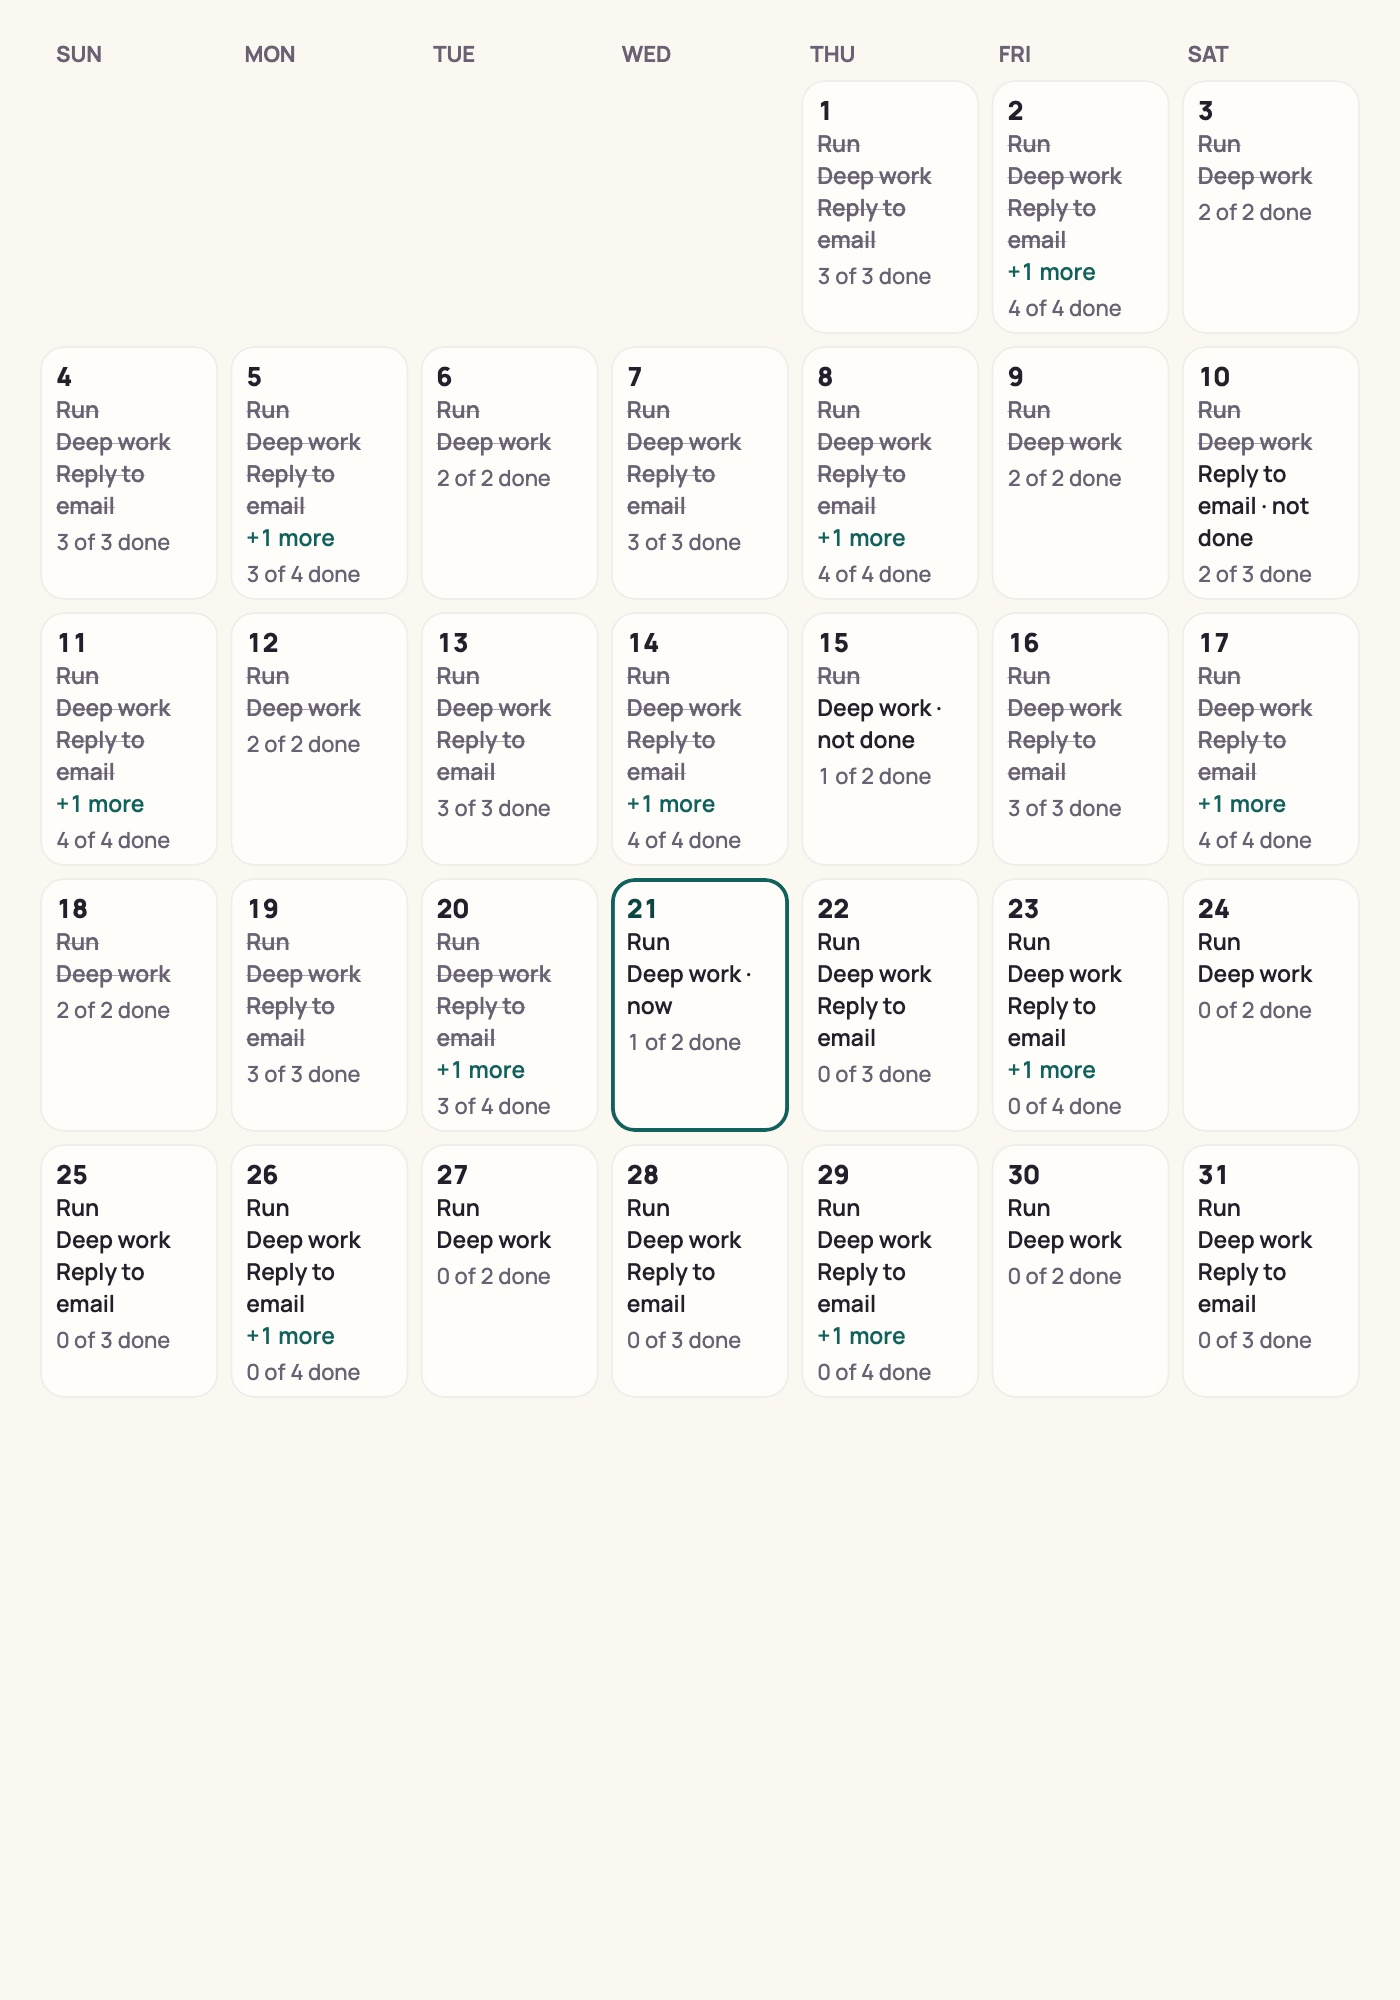 SUN MON TUE WED THU FRI SAT
1
Run
Deep work
Reply to
email
3 of 3 done
2
Run
Deep work
Reply to
email
+1 more
4 of 4 done
3
Run
Deep work
2 of 2 done
4
Run
Deep work
Reply to
email
3 of 3 done
5
Run
Deep work
Reply to
email
+1 more
3 of 4 done
6
Run
Deep work
2 of 2 done
7
Run
Deep work
Reply to
email
3 of 3 done
8
Run
Deep work
Reply to
email
+1 more
4 of 4 done
9
Run
Deep work
2 of 2 done
10
Run
Deep work
Reply to
email · not
done
2 of 3 done
11
Run
Deep work
Reply to
email
+1 more
4 of 4 done
12
Run
Deep work
2 of 2 done
13
Run
Deep work
Reply to
email
3 of 3 done
14
Run
Deep work
Reply to
email
+1 more
4 of 4 done
15
Run
Deep work ·
not done
1 of 2 done
16
Run
Deep work
Reply to
email
3 of 3 done
17
Run
Deep work
Reply to
email
+1 more
4 of 4 done
18
Run
Deep work
2 of 2 done
19
Run
Deep work
Reply to
email
3 of 3 done
20
Run
Deep work
Reply to
email
+1 more
3 of 4 done
21
Run
Deep work ·
now
1 of 2 done
22
Run
Deep work
Reply to
email
0 of 3 done
23
Run
Deep work
Reply to
email
+1 more
0 of 4 done
24
Run
Deep work
0 of 2 done
25
Run
Deep work
Reply to
email
0 of 3 done
26
Run
Deep work
Reply to
email
+1 more
0 of 4 done
27
Run
Deep work
0 of 2 done
28
Run
Deep work
Reply to
email
0 of 3 done
29
Run
Deep work
Reply to
email
+1 more
0 of 4 done
30
Run
Deep work
0 of 2 done
31
Run
Deep work
Reply to
email
0 of 3 done